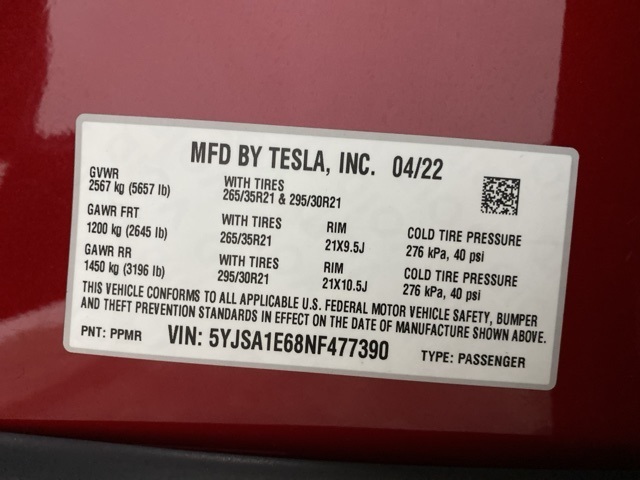 MFD BY TESLA, INC. 04/22
GVWR
2567 kg (5657 lb)
WITH TIRES
265/35R21 & 295/30R21
GAWR FRT
1200 kg (2645 lb)
WITH TIRES
265/35R21
RIM
21X9.5J
COLD TIRE PRESSURE
276 kPa, 40 psi
GAWR RR
1450 kg (3196 lb)
WITH TIRES
295/30R21
RIM
21X10.5J
COLD TIRE PRESSURE
276 kPa, 40 psi
THIS VEHICLE CONFORMS TO ALL APPLICABLE U.S. FEDERAL MOTOR VEHICLE SAFETY, BUMPER
AND THEFT PREVENTION STANDARDS IN EFFECT ON THE DATE OF MANUFACTURE SHOWN ABOVE.
PNT: PPMR VIN: 5YJSA1E68NF477390 TYPE: PASSENGER